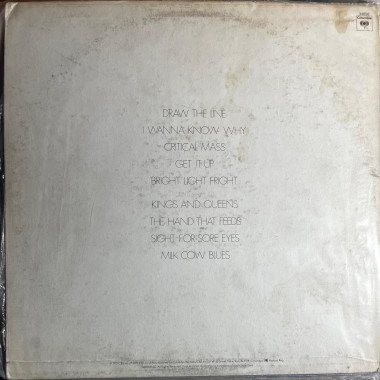 Columbia
DRAW THE LINE
I WANNA KNOW WHY
CRITICAL MASS
GET IT UP
BRIGHT LIGHT FRIGHT
KINGS AND QUEENS
THE HAND THAT FEEDS
SIGHT FOR SORE EYES
MILK COW BLUES